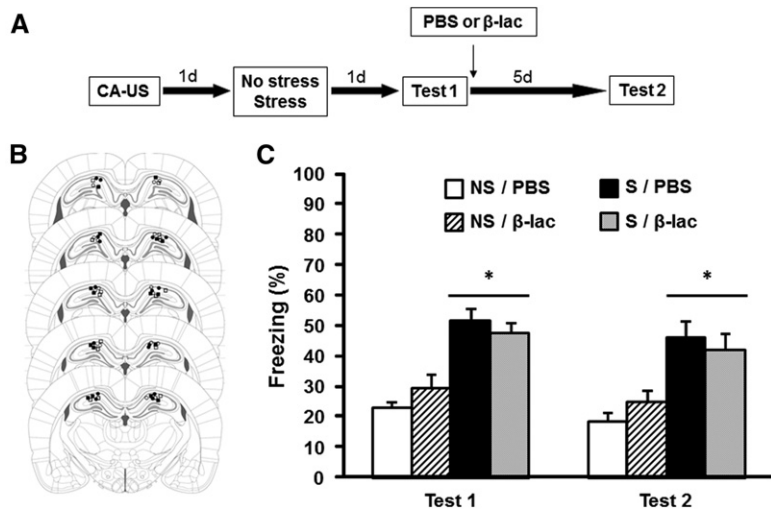 A
PBS or β-lac
CA-US
1d
No stress
Stress
1d
Test 1
5d
Test 2
B
C
100
90
80
70
60
50
40
30
20
10
0
Freezing (%)
NS / PBS
S / PBS
NS / β-lac
S / β-lac
*
*
Test 1
Test 2